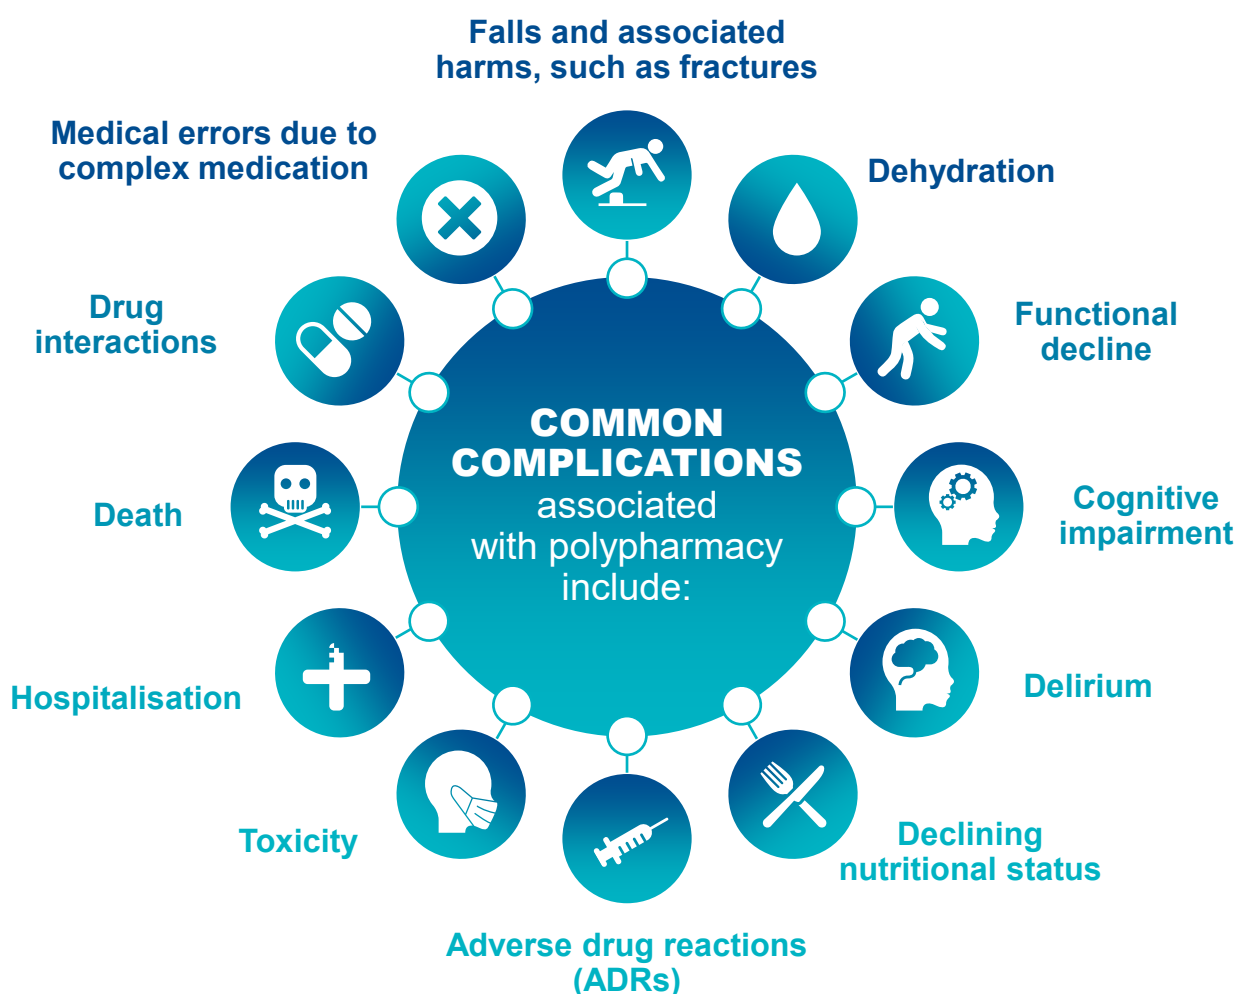 Falls and associated
harms, such as fractures
Medical errors due to
complex medication
Dehydration
Drug
interactions
Functional
decline
COMMON
COMPLICATIONS
associated
with polypharmacy
include:
Death
Cognitive
impairment
Hospitalisation
Delirium
Toxicity
Declining
nutritional status
Adverse drug reactions
(ADRs)